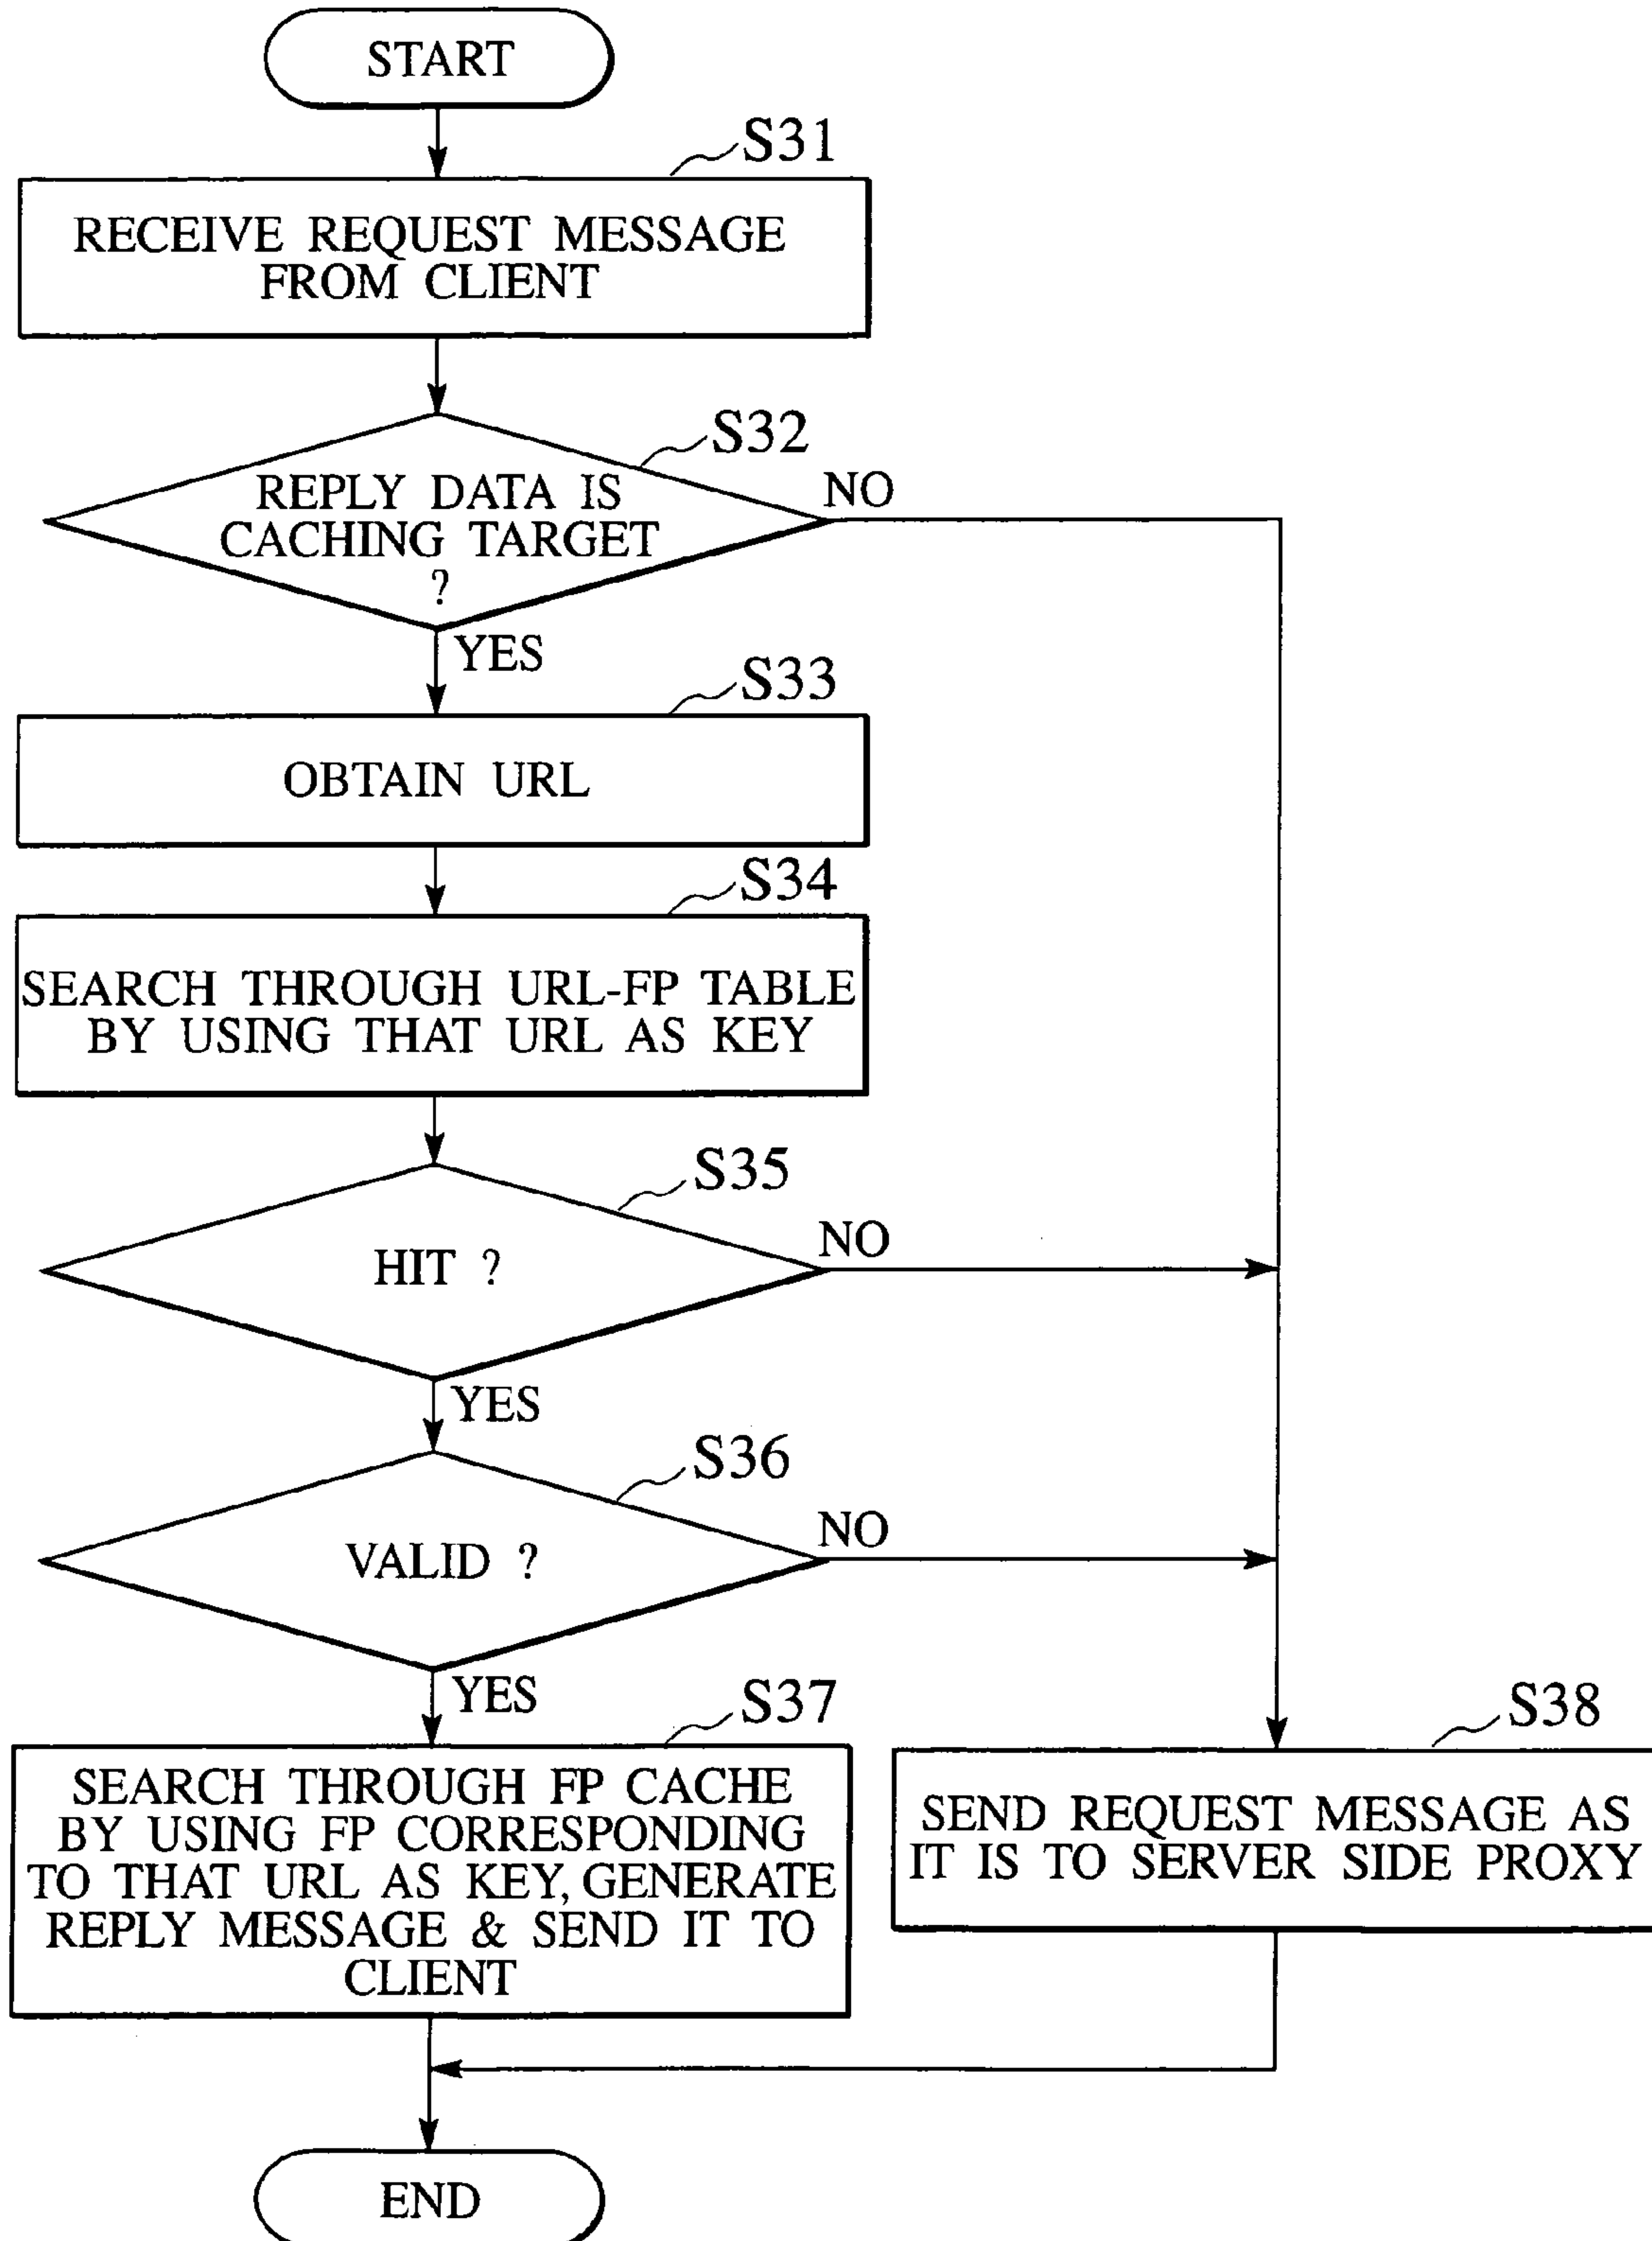 START
S31
RECEIVE REQUEST MESSAGE
FROM CLIENT
S32
REPLY DATA IS
CACHING TARGET
?
NO
YES
S33
OBTAIN URL
S34
SEARCH THROUGH URL-FP TABLE
BY USING THAT URL AS KEY
S35
HIT ?
NO
YES
S36
VALID ?
NO
YES
S37
SEARCH THROUGH FP CACHE
BY USING FP CORRESPONDING
TO THAT URL AS KEY, GENERATE
REPLY MESSAGE & SEND IT TO
CLIENT
S38
SEND REQUEST MESSAGE AS
IT IS TO SERVER SIDE PROXY
END